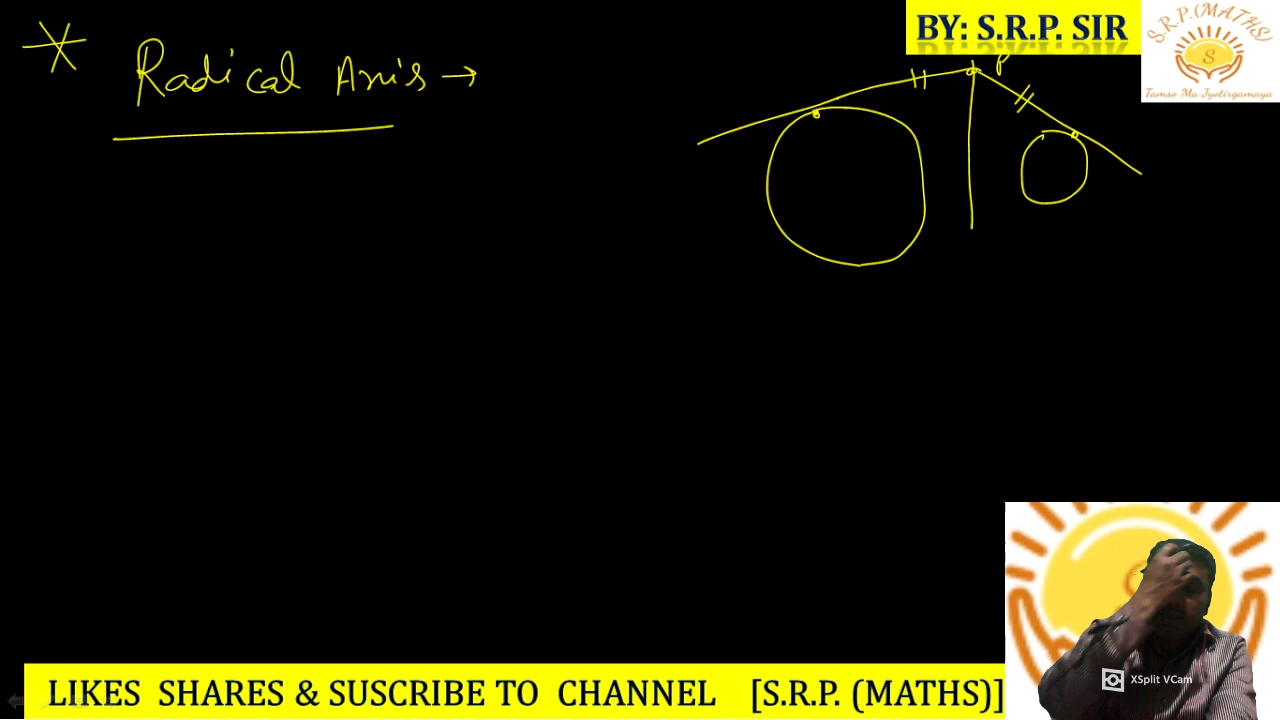 BY: S.R.P. SIR
S.R.P.(MATHS)
S
Tamso Ma Jyotirgamaya
Radical Axis →
P
XSplit VCam
LIKES SHARES & SUSCRIBE TO CHANNEL [S.R.P. (MATHS)]